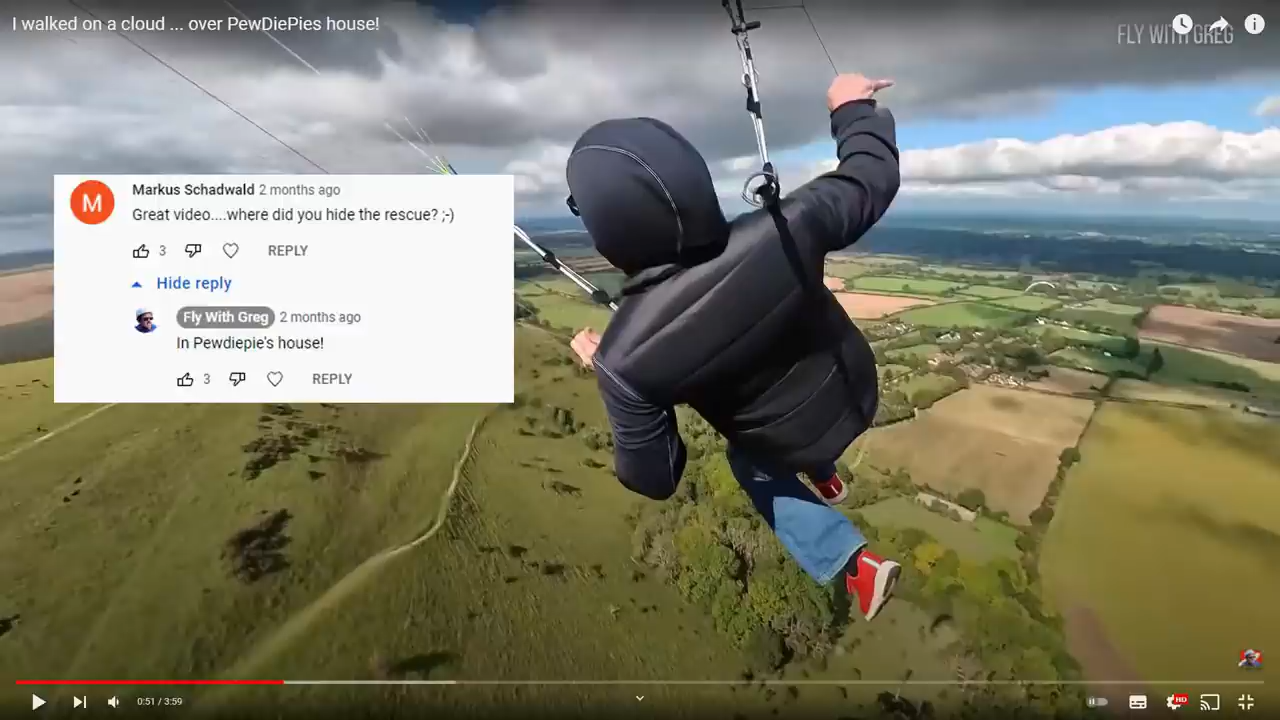 I walked on a cloud ... over PewDiePies house!
FLY WITH GREG
Markus Schadwald 2 months ago
M
Great video....where did you hide the rescue? ;-)
3 REPLY
Hide reply
Fly With Greg 2 months ago
In Pewdiepie's house!
3 REPLY
0:51 / 3:59
HD